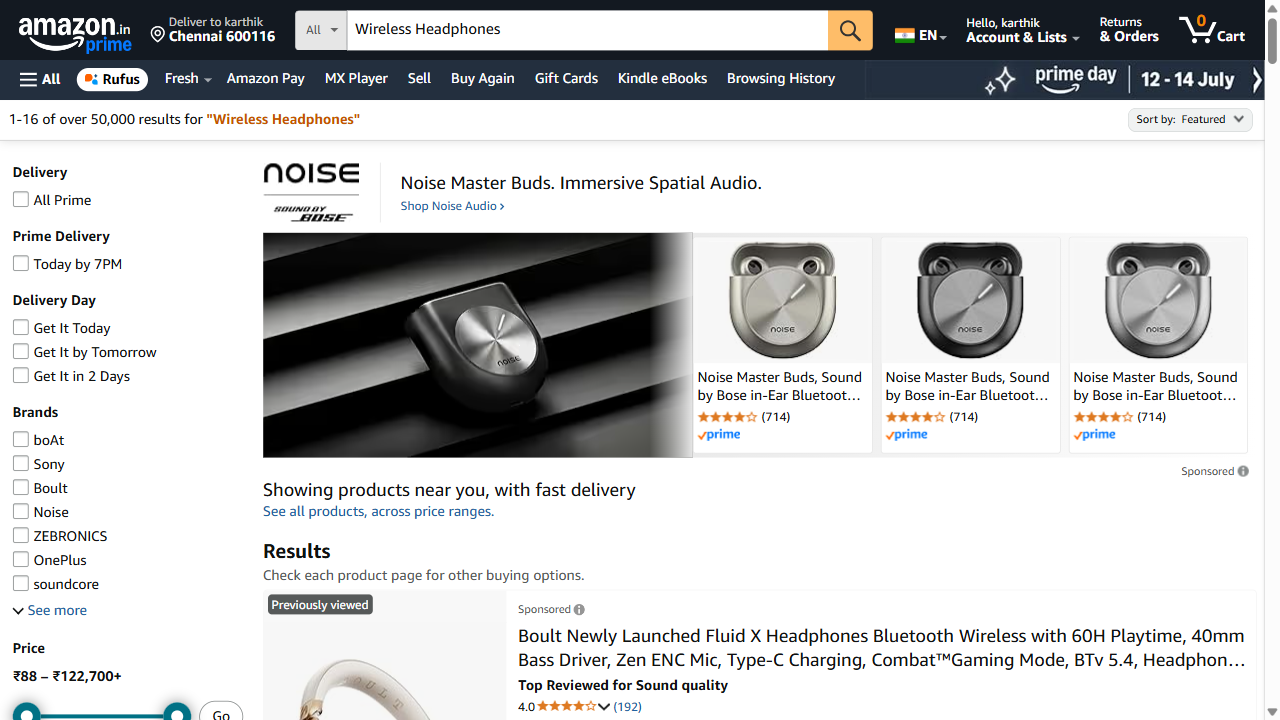 amazon.in
prime
Deliver to karthik
Chennai 600116
All
Wireless Headphones
EN
Hello, karthik
Account & Lists
Returns
& Orders
0
Cart
All
Rufus
Fresh
Amazon Pay
MX Player
Sell
Buy Again
Gift Cards
Kindle eBooks
Browsing History
prime day
12 - 14 July
1-16 of over 50,000 results for "Wireless Headphones"
Sort by: Featured
Delivery
All Prime
Prime Delivery
Today by 7PM
Delivery Day
Get It Today
Get It by Tomorrow
Get It in 2 Days
Brands
boAt
Sony
Boult
Noise
ZEBRONICS
OnePlus
soundcore
See more
Price
₹88 – ₹122,700+
Go
NOISE
SOUND BY
BOSE
Noise Master Buds. Immersive Spatial Audio.
Shop Noise Audio ›
NOISE
NOISE
Noise Master Buds, Sound
by Bose in-Ear Bluetoot…
(714)
prime
NOISE
Noise Master Buds, Sound
by Bose in-Ear Bluetoot…
(714)
prime
NOISE
Noise Master Buds, Sound
by Bose in-Ear Bluetoot…
(714)
prime
Sponsored
Showing products near you, with fast delivery
See all products, across price ranges.
Results
Check each product page for other buying options.
Previously viewed
BOULT
Sponsored
Boult Newly Launched Fluid X Headphones Bluetooth Wireless with 60H Playtime, 40mm
Bass Driver, Zen ENC Mic, Type-C Charging, Combat™Gaming Mode, BTv 5.4, Headphon…
Top Reviewed for Sound quality
4.0 (192)